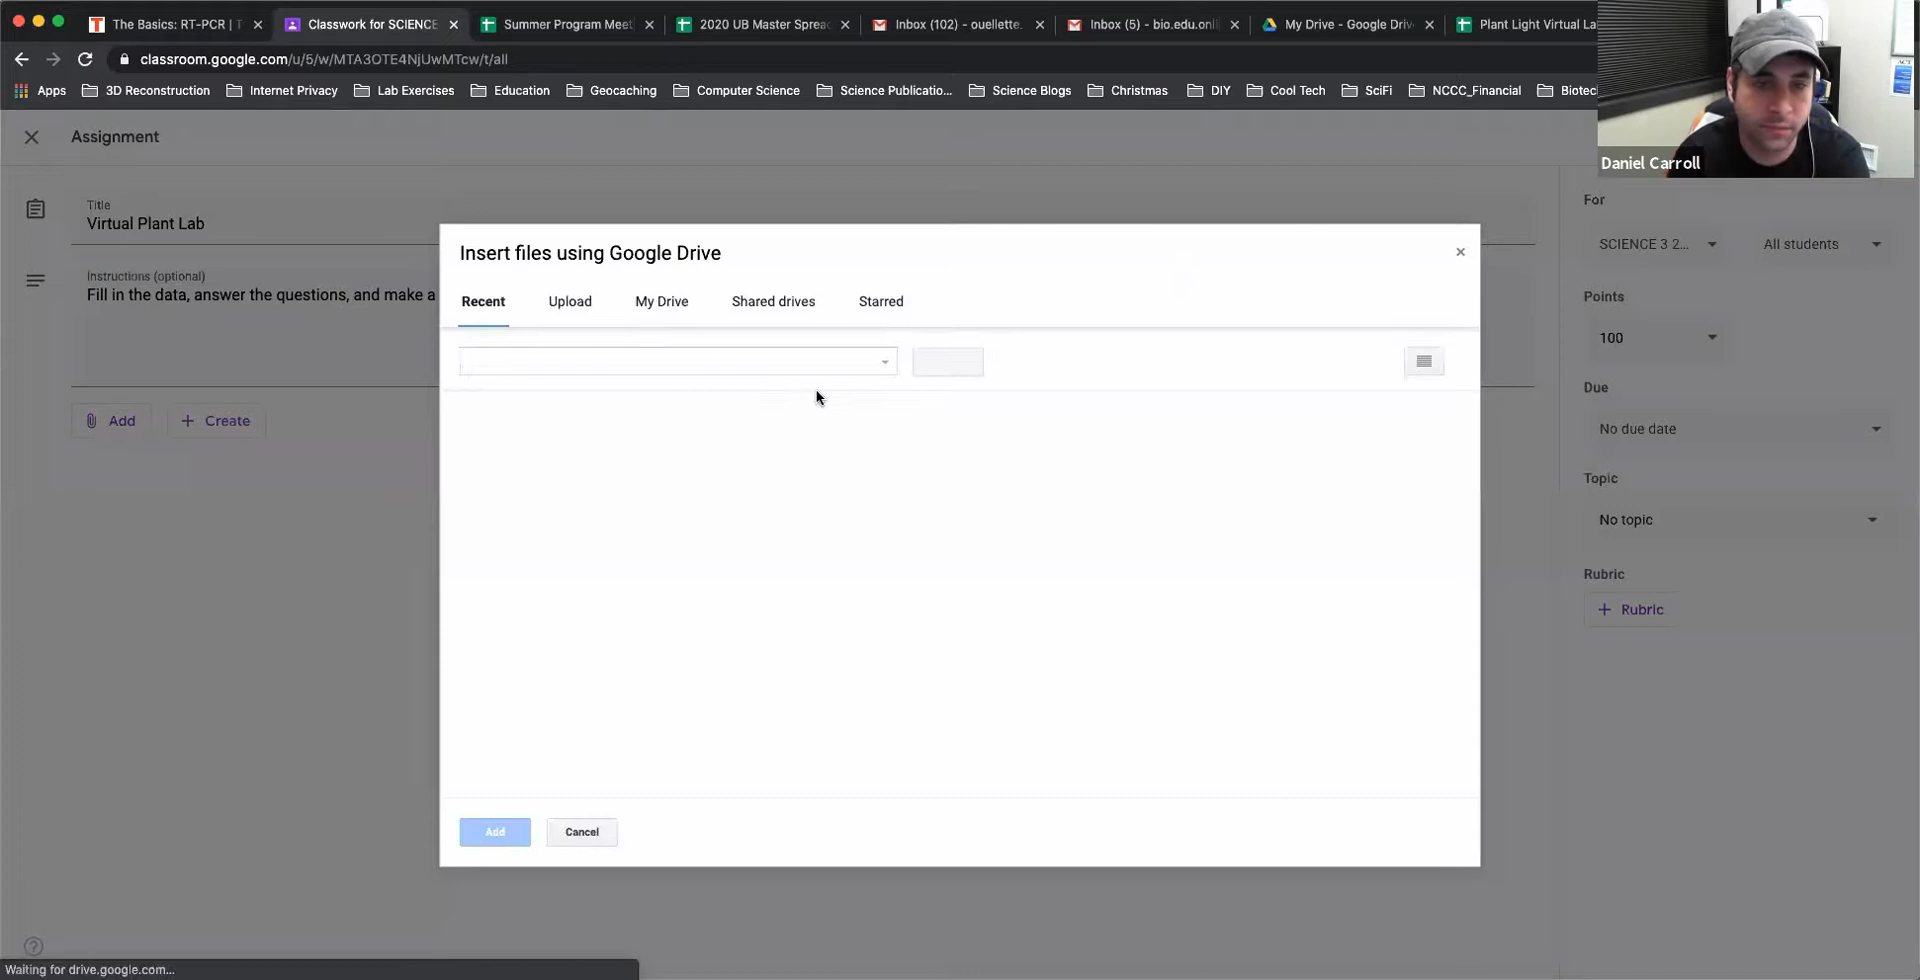 The Basics: RT-PCR | T
Classwork for SCIENCE
Summer Program Meet
2020 UB Master Sprea
Inbox (102) - ouellette.
Inbox (5) - bio.edu.onl
My Drive - Google Driv
Plant Light Virtual La
classroom.google.com/u/5/w/MTA3OTE4NjUwMTcw/t/all
Apps
3D Reconstruction
Internet Privacy
Lab Exercises
Education
Geocaching
Computer Science
Science Publicatio...
Science Blogs
Christmas
DIY
Cool Tech
SciFi
NCCC_Financial
Biotec
Daniel Carroll
Assignment
Title
Virtual Plant Lab
Instructions (optional)
Fill in the data, answer the questions, and make a
Add
Create
Insert files using Google Drive
Recent
Upload
My Drive
Shared drives
Starred
Add
Cancel
For
SCIENCE 3 2...
All students
Points
100
Due
No due date
Topic
No topic
Rubric
Rubric
Waiting for drive.google.com...